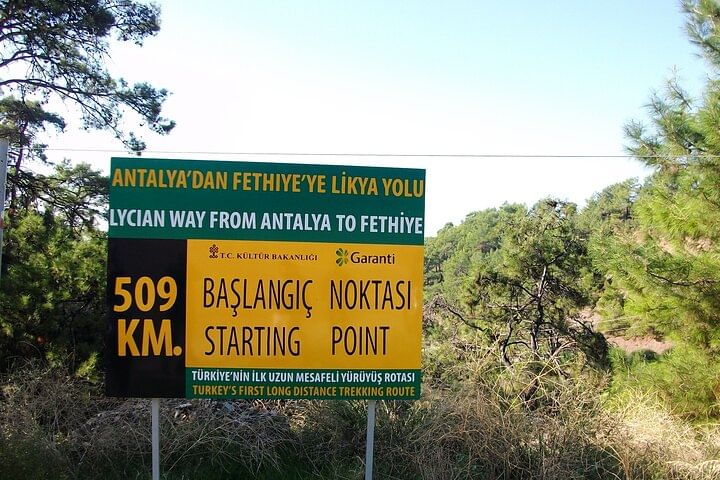 ANTALYA'DAN FETHIYE'YE LİKYA YOLU
LYCIAN WAY FROM ANTALYA TO FETHİYE
T.C. KÜLTÜR BAKANLIĞI Garanti
509 KM.
BAŞLANGIÇ NOKTASI
STARTING POINT
TÜRKİYE'NİN İLK UZUN MESAFELİ YÜRÜYÜŞ ROTASI
TURKEY'S FIRST LONG DISTANCE TREKKING ROUTE